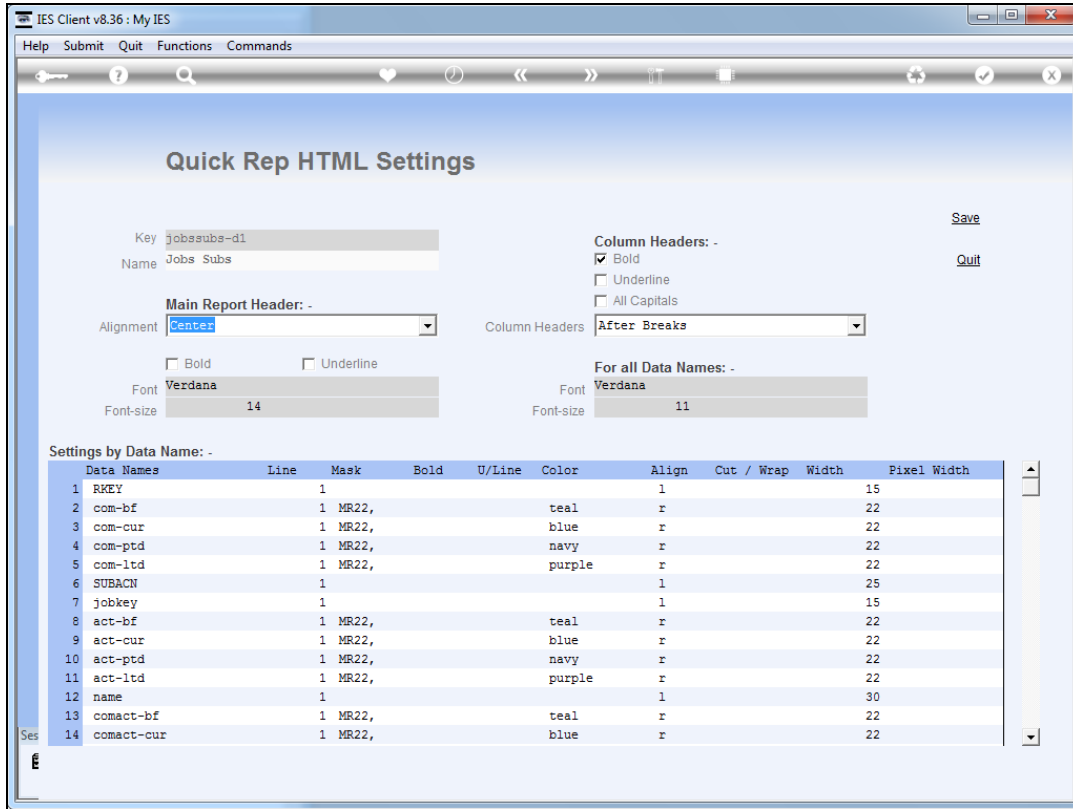 IES Client v8.36 : My IES
Help Submit Quit Functions Commands
Quick Rep HTML Settings
Save
Key jobssubs-d1
Column Headers: -
Name Jobs Subs
Bold
Quit
Underline
Main Report Header: -
All Capitals
Alignment Center
Column Headers After Breaks
Bold Underline
For all Data Names: -
Font Verdana
Font Verdana
Font-size 14
Font-size 11
Settings by Data Name: -
Data Names Line Mask Bold U/Line Color Align Cut / Wrap Width Pixel Width
1 RKEY 1 l 15
2 com-bf 1 MR22, teal r 22
3 com-cur 1 MR22, blue r 22
4 com-ptd 1 MR22, navy r 22
5 com-ltd 1 MR22, purple r 22
6 SUBACN 1 l 25
7 jobkey 1 l 15
8 act-bf 1 MR22, teal r 22
9 act-cur 1 MR22, blue r 22
10 act-ptd 1 MR22, navy r 22
11 act-ltd 1 MR22, purple r 22
12 name 1 l 30
13 comact-bf 1 MR22, teal r 22
14 comact-cur 1 MR22, blue r 22
Ses